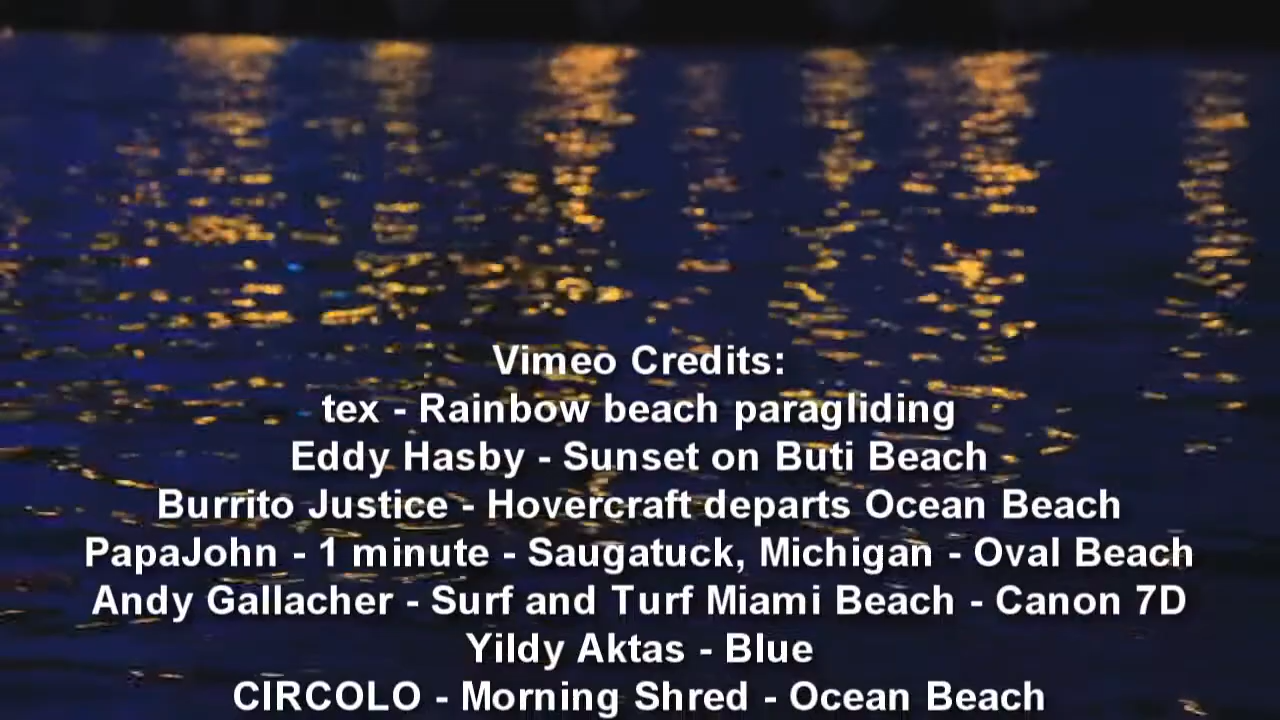 Vimeo Credits:
tex - Rainbow beach paragliding
Eddy Hasby - Sunset on Buti Beach
Burrito Justice - Hovercraft departs Ocean Beach
PapaJohn - 1 minute - Saugatuck, Michigan - Oval Beach
Andy Gallacher - Surf and Turf Miami Beach - Canon 7D
Yildy Aktas - Blue
CIRCOLO - Morning Shred - Ocean Beach